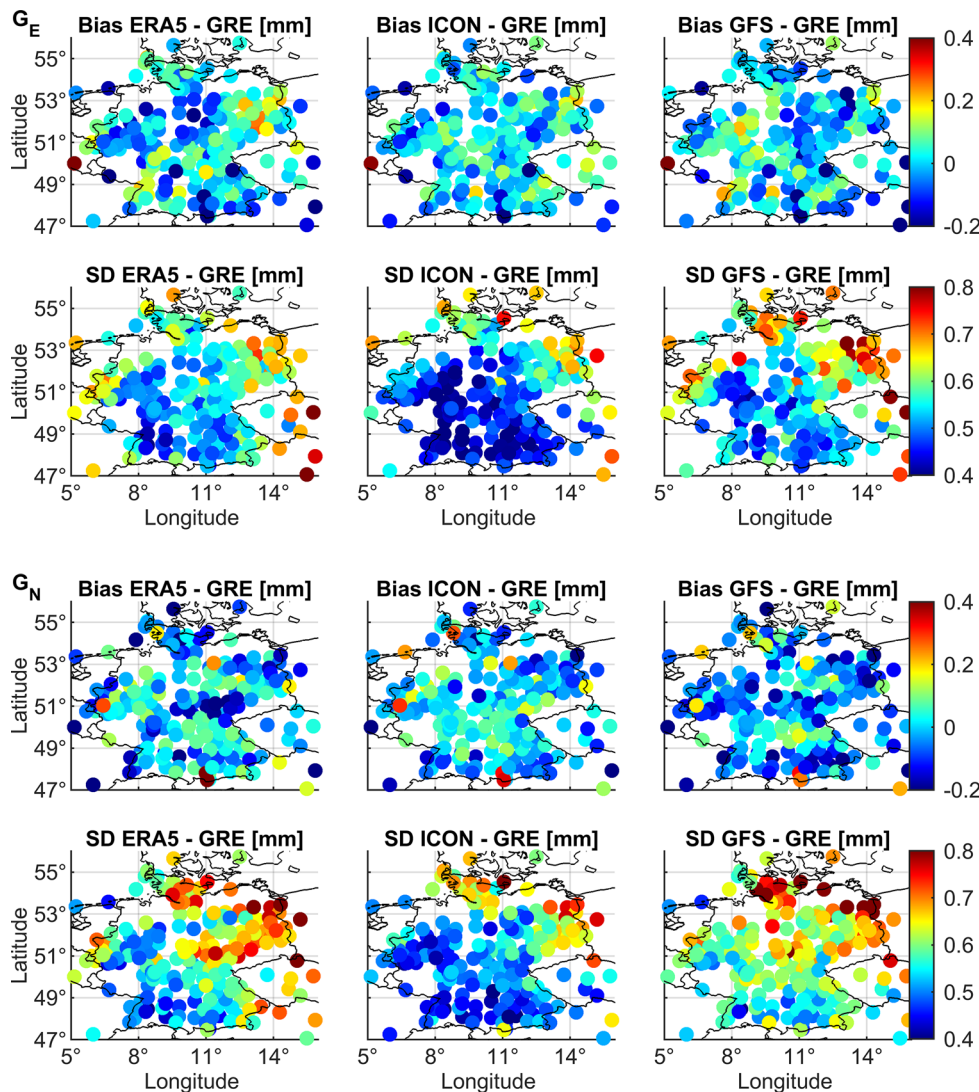 G_E
Bias ERA5 - GRE [mm] Bias ICON - GRE [mm] Bias GFS - GRE [mm]
Latitude
55°
53°
51°
49°
47°
0.4
0.2
0
-0.2
SD ERA5 - GRE [mm] SD ICON - GRE [mm] SD GFS - GRE [mm]
Latitude
55°
53°
51°
49°
47°
0.8
0.7
0.6
0.5
0.4
5° 8° 11° 14° 8° 11° 14° 8° 11° 14°
Longitude Longitude Longitude
G_N
Bias ERA5 - GRE [mm] Bias ICON - GRE [mm] Bias GFS - GRE [mm]
Latitude
55°
53°
51°
49°
47°
0.4
0.2
0
-0.2
SD ERA5 - GRE [mm] SD ICON - GRE [mm] SD GFS - GRE [mm]
Latitude
55°
53°
51°
49°
47°
0.8
0.7
0.6
0.5
0.4
5° 8° 11° 14° 8° 11° 14° 8° 11° 14°
Longitude Longitude Longitude